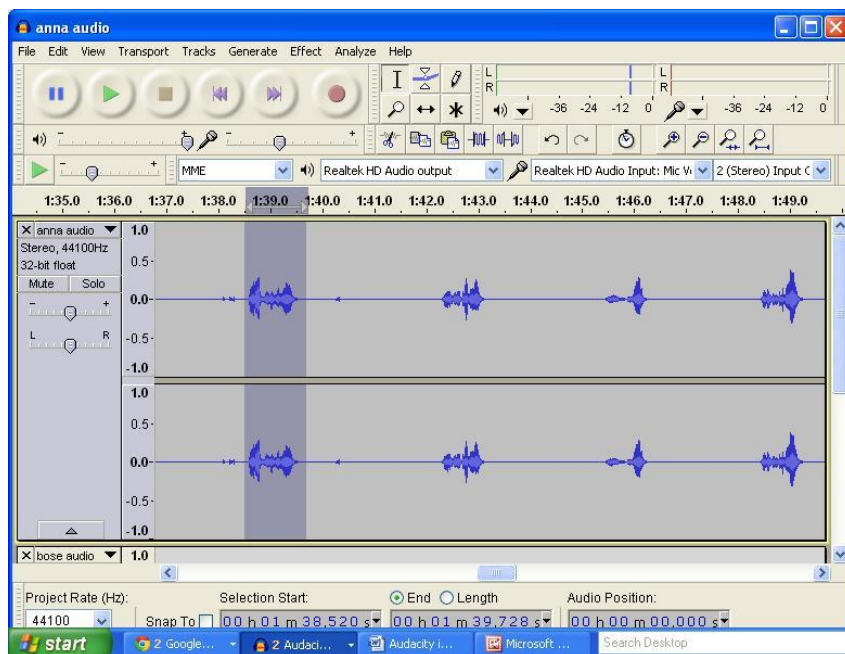 anna audio
File Edit View Transport Tracks Generate Effect Analyze Help
L
R
-36 -24 -12 0
L
R
-36 -24 -12 0
MME
Realtek HD Audio output
Realtek HD Audio Input: Mic
2 (Stereo) Input C
1:35.0 1:36.0 1:37.0 1:38.0 1:39.0 1:40.0 1:41.0 1:42.0 1:43.0 1:44.0 1:45.0 1:46.0 1:47.0 1:48.0 1:49.0
anna audio
Stereo, 44100Hz
32-bit float
Mute Solo
- +
L R
1.0
0.5
0.0
-0.5
-1.0
1.0
0.5
0.0
-0.5
-1.0
bose audio 1.0
Project Rate (Hz): Selection Start: End Length Audio Position:
44100 Snap To 00 h 01 m 38,520 s 00 h 01 m 39,728 s 00 h 00 m 00,000 s
start 2 Google... 2 Audaci... Audacity i... Microsoft ... Search Desktop